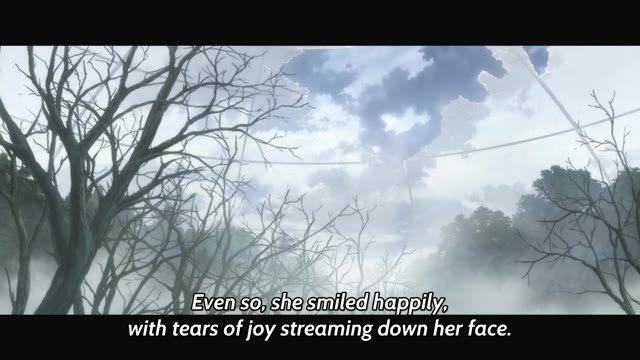 Even so, she smiled happily,
with tears of joy streaming down her face.